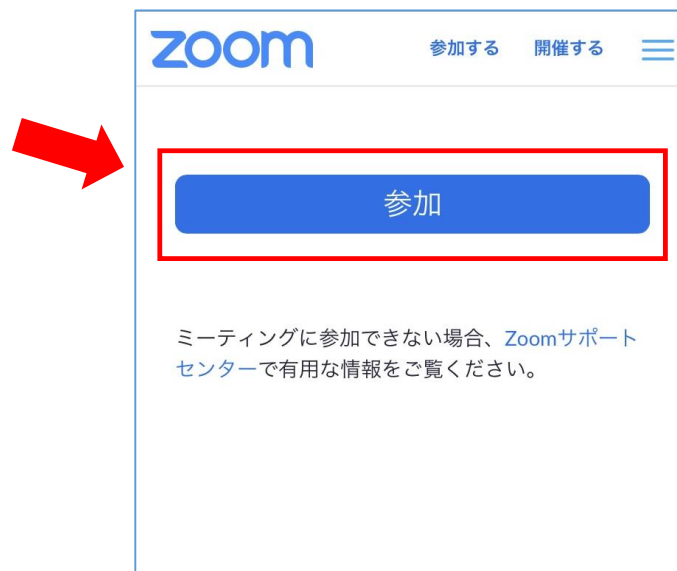 zoom 参加する 開催する
参加
ミーティングに参加できない場合、Zoomサポート
センターで有用な情報をご覧ください。